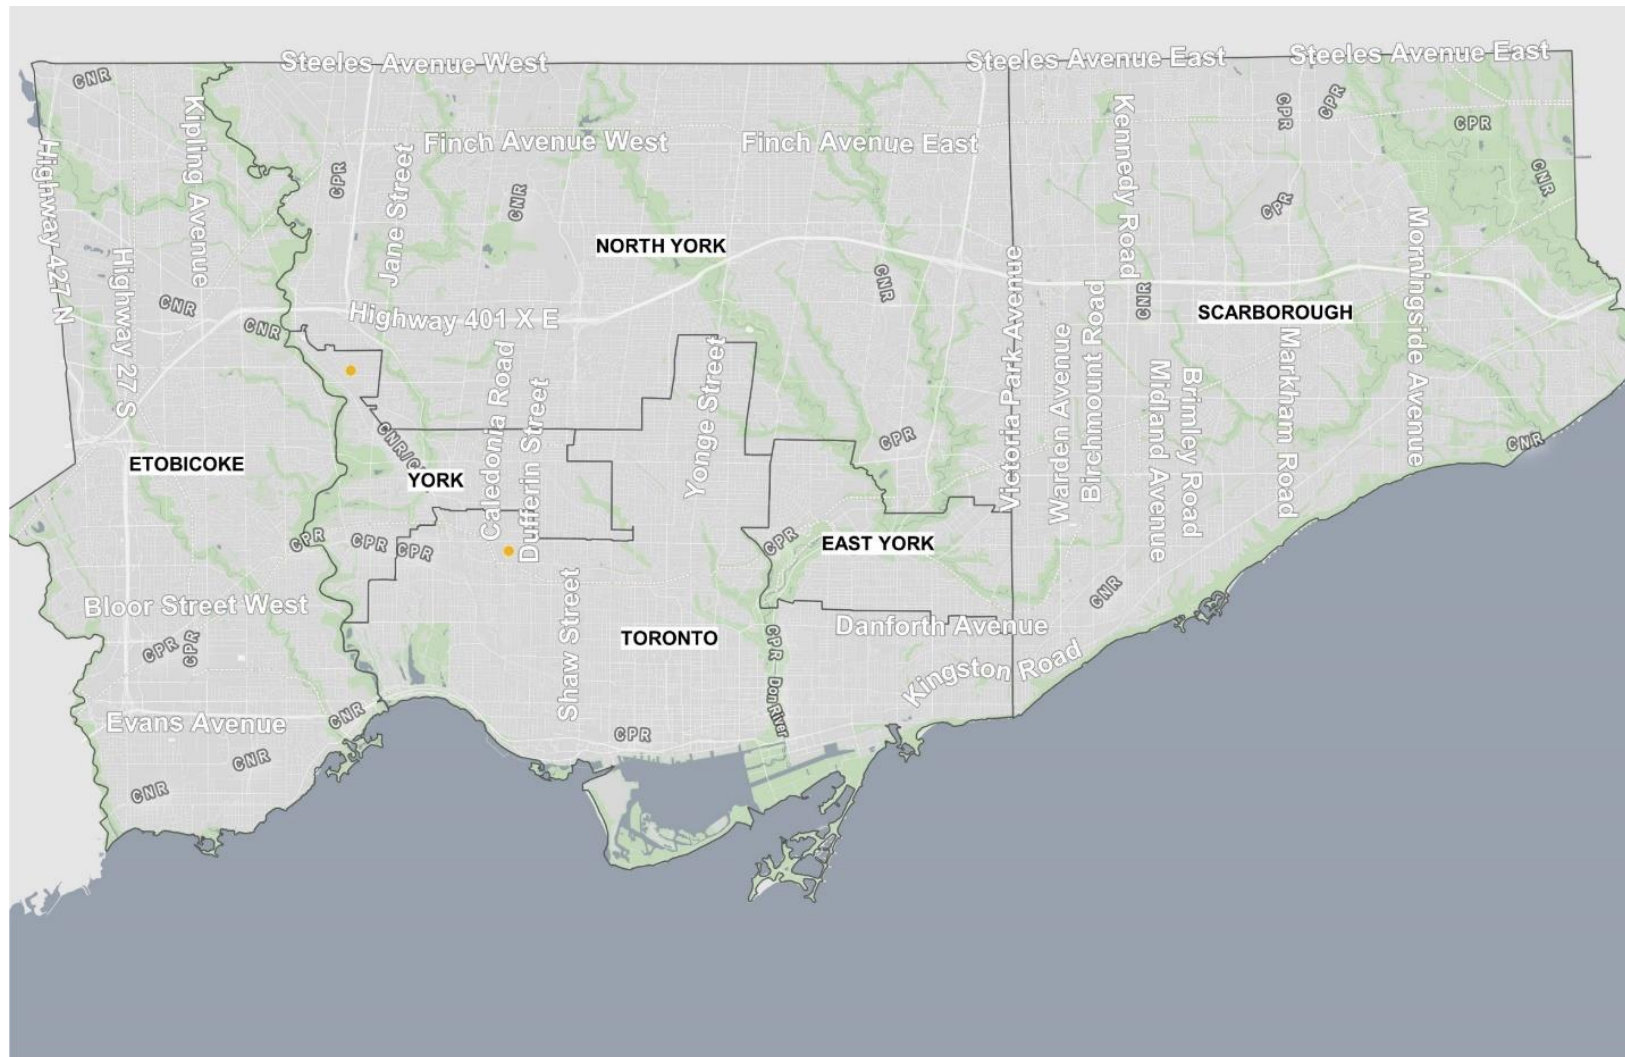 Steeles Avenue West
Steeles Avenue East
Steeles Avenue East
CNR
Kipling Avenue
Kennedy Road
CPR
CPR
CPR
Finch Avenue West
Finch Avenue East
Highway 427 N
Jane Street
CPR
CNR
CPR
CNR
Morningside Avenue
NORTH YORK
Highway 27 S
CNR
CNR
Highway 401 X E
CNR
Victoria Park Avenue
CNR
SCARBOROUGH
Warden Avenue
Birchmount Road
Midland Avenue
Brimley Road
Markham Road
Caledonia Road
Dufferin Street
Yonge Street
CPR
CNR
ETOBICOKE
YORK
CPR
CPR
CPR
CPR
EAST YORK
Bloor Street West
Shaw Street
CNR
CPR
CPR
TORONTO
CPR
Danforth Avenue
Kingston Road
Don River
Evans Avenue
CNR
CPR
CNR
CNR